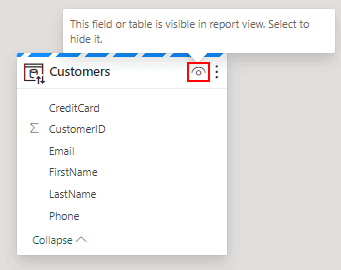 This field or table is visible in report view. Select to
hide it.
Customers
CreditCard
CustomerID
Email
FirstName
LastName
Phone
Collapse